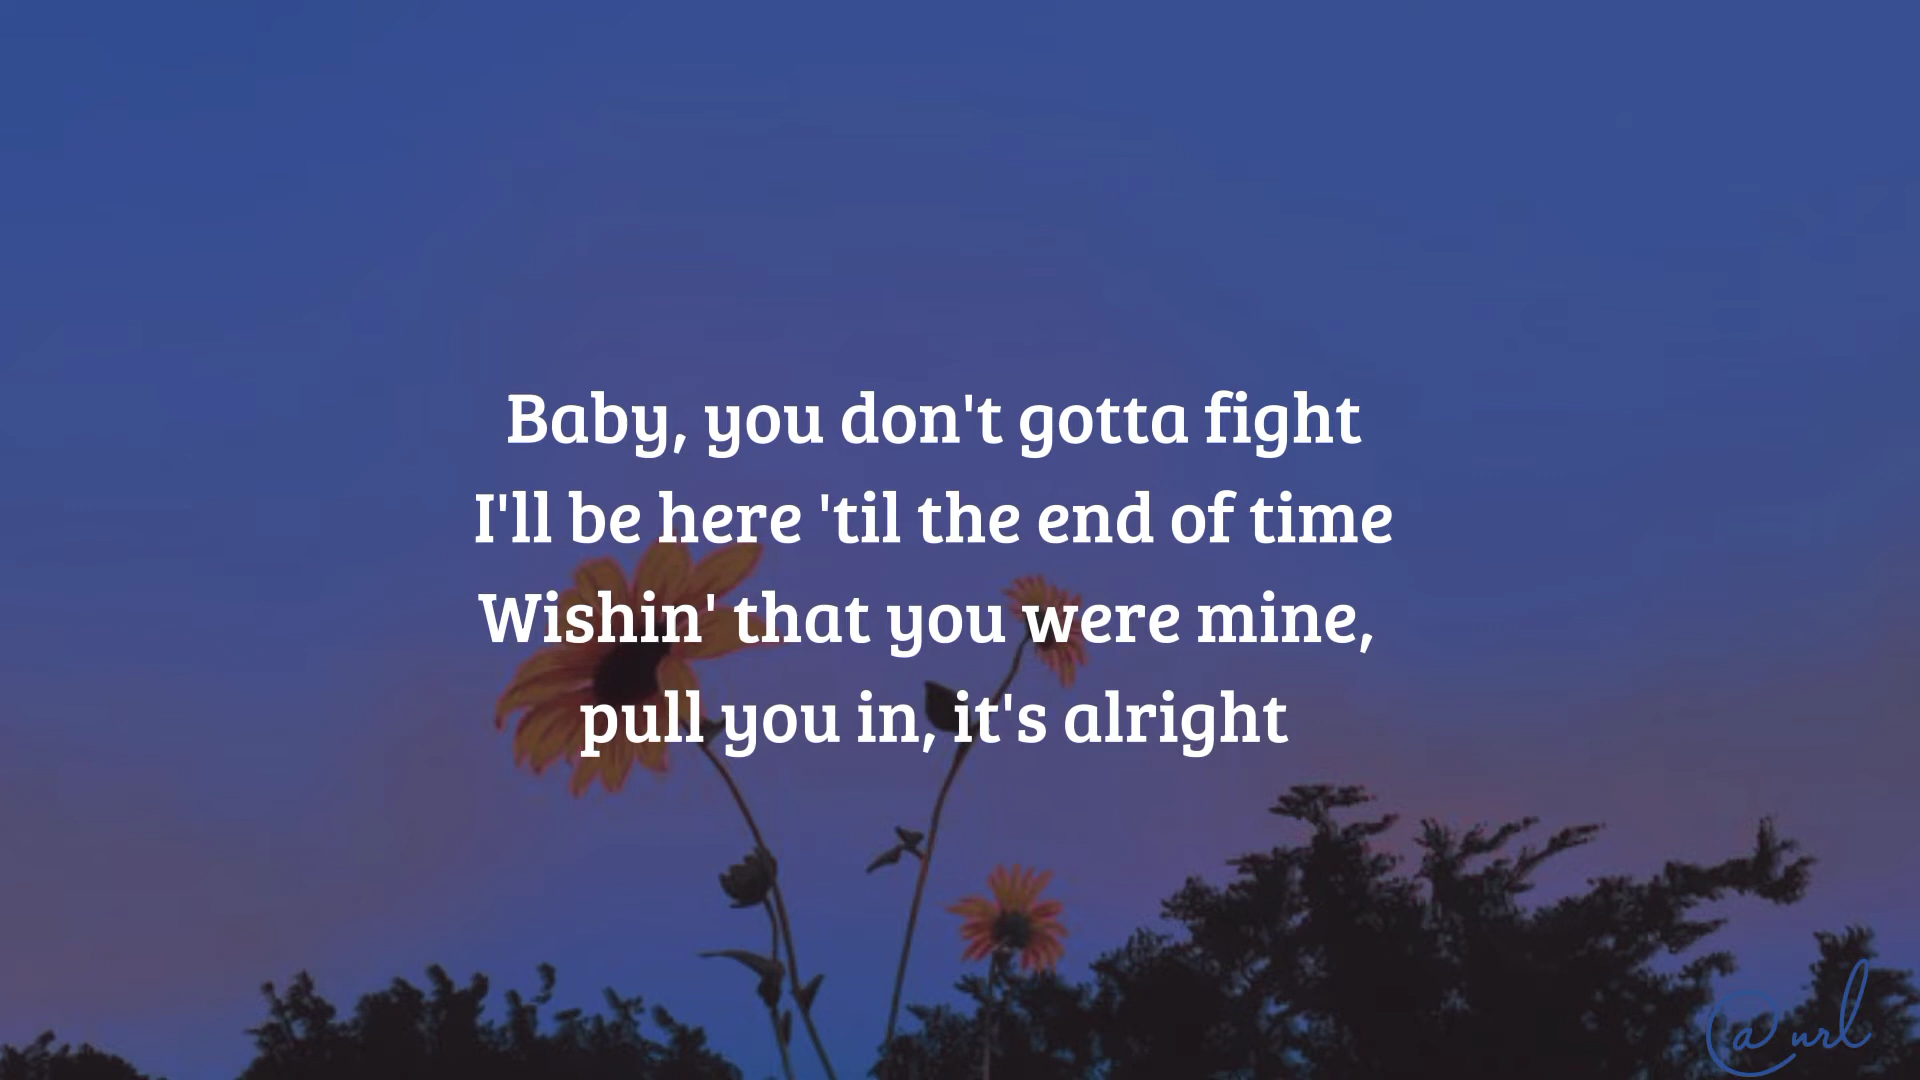 Baby, you don't gotta fight
I'll be here 'til the end of time
Wishin' that you were mine,
pull you in, it's alright
@url